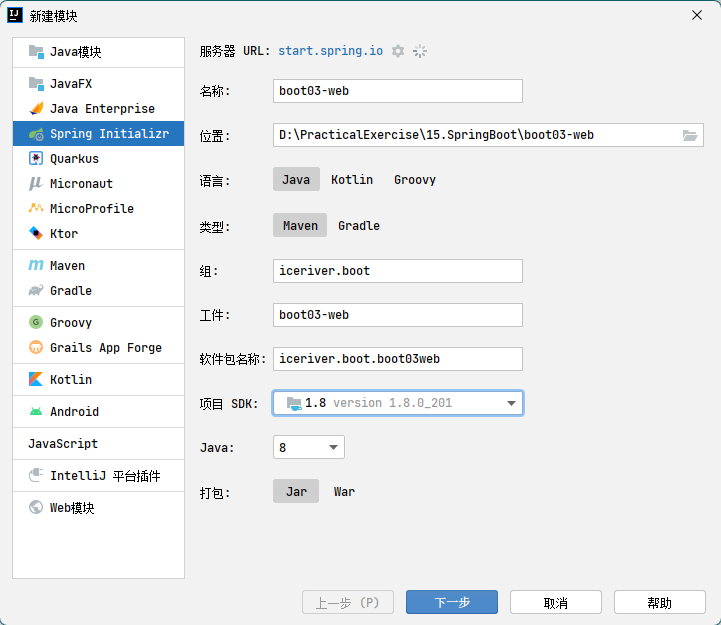 新建模块
Java模块
JavaFX
Java Enterprise
Spring Initializr
Quarkus
Micronaut
MicroProfile
Ktor
Maven
Gradle
Groovy
Grails App Forge
Kotlin
Android
JavaScript
IntelliJ 平台插件
Web模块
服务器 URL: start.spring.io
名称: boot03-web
位置: D:\PracticalExercise\15.SpringBoot\boot03-web
语言: Java Kotlin Groovy
类型: Maven Gradle
组: iceriver.boot
工件: boot03-web
软件包名称: iceriver.boot.boot03web
项目 SDK: 1.8 version 1.8.0_201
Java: 8
打包: Jar War
上一步 (P) 下一步 取消 帮助